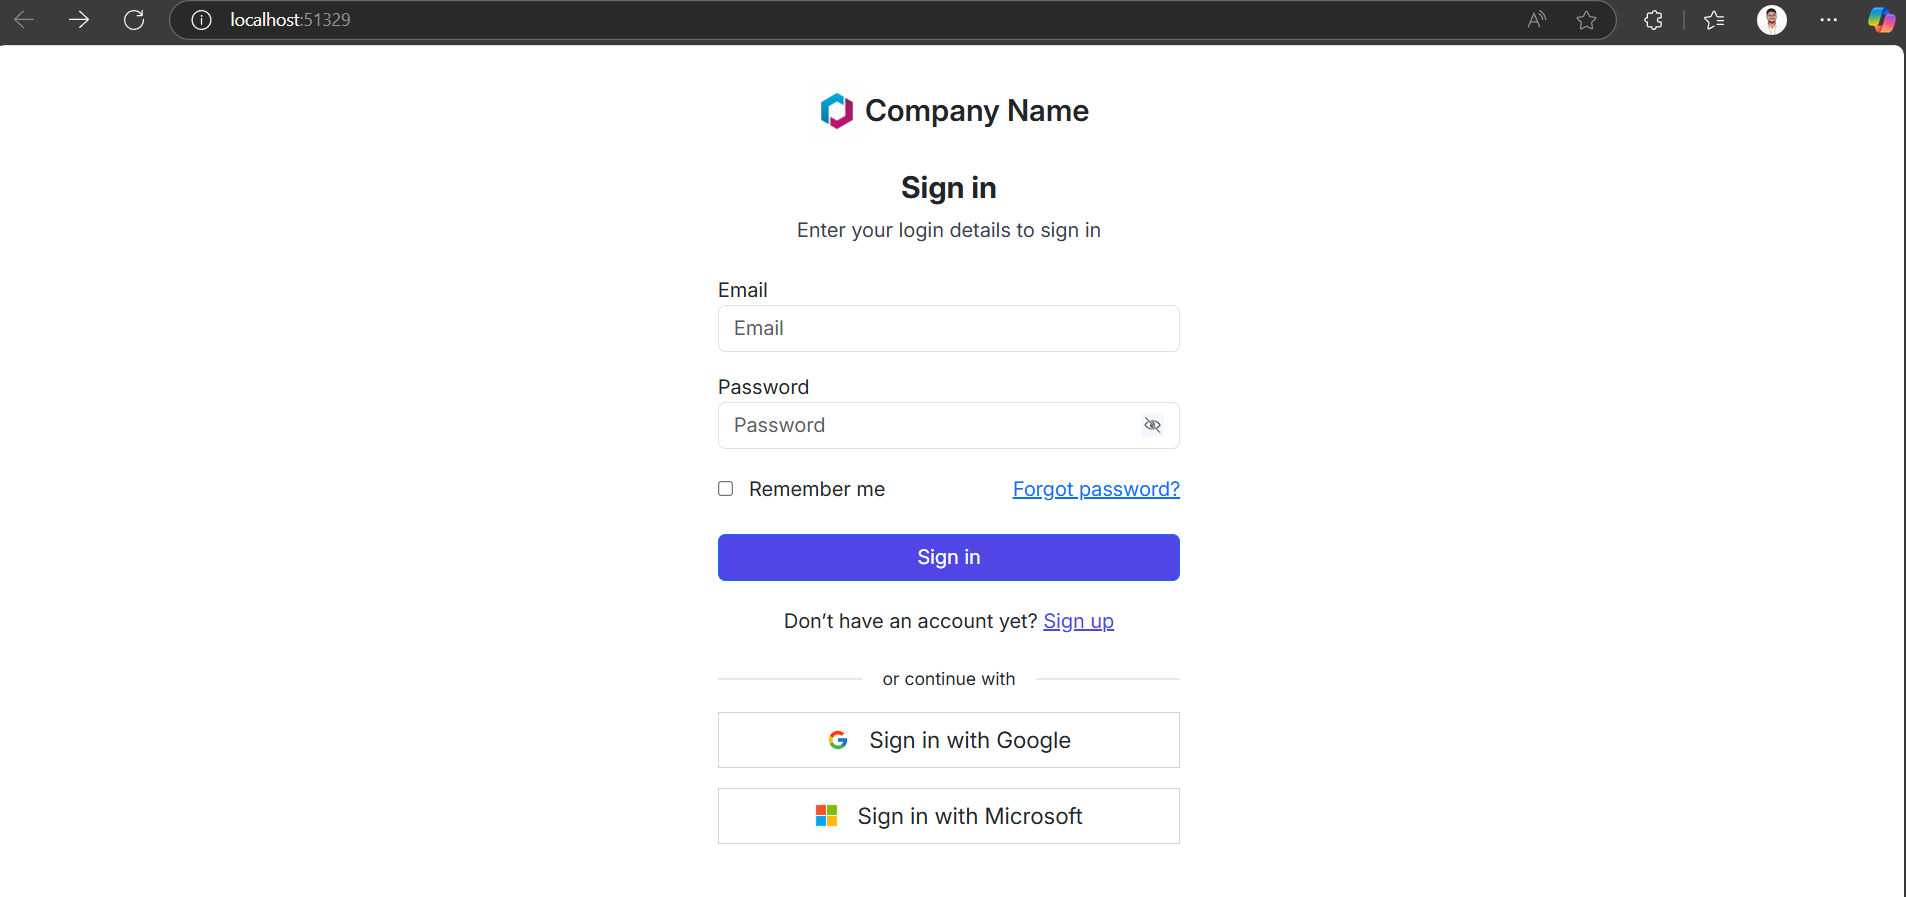 localhost:51329
Company Name
Sign in
Enter your login details to sign in
Email
Email
Password
Password
Remember me Forgot password?
Sign in
Don’t have an account yet? Sign up
or continue with
Sign in with Google
Sign in with Microsoft